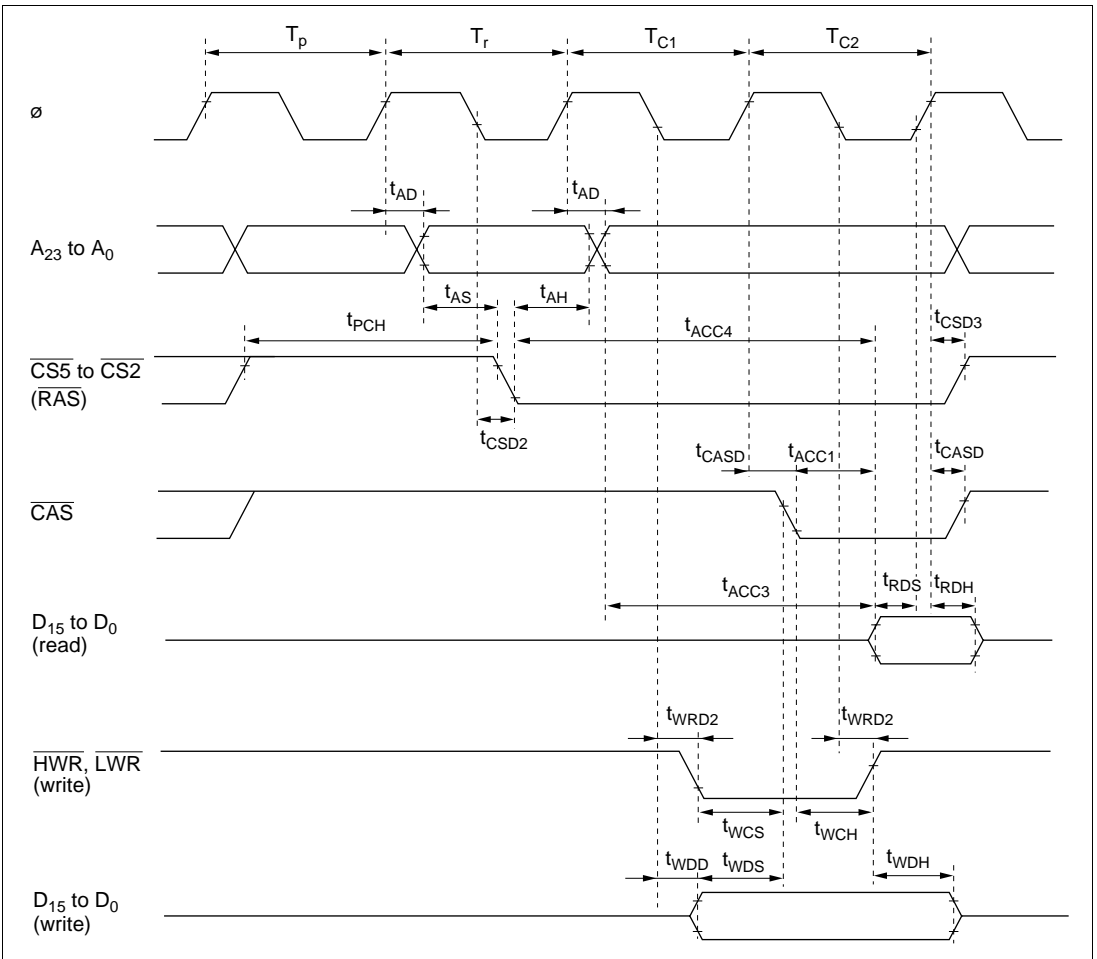 Tp Tr TC1 TC2
ø
tAD tAD
A23 to A0
tAS tAH
tPCH tACC4 tCSD3
CS5 to CS2
(RAS)
tCSD2
tCASD tACC1 tCASD
CAS
tACC3 tRDS tRDH
D15 to D0
(read)
tWRD2 tWRD2
HWR, LWR
(write)
tWCS tWCH
tWDD tWDS tWDH
D15 to D0
(write)